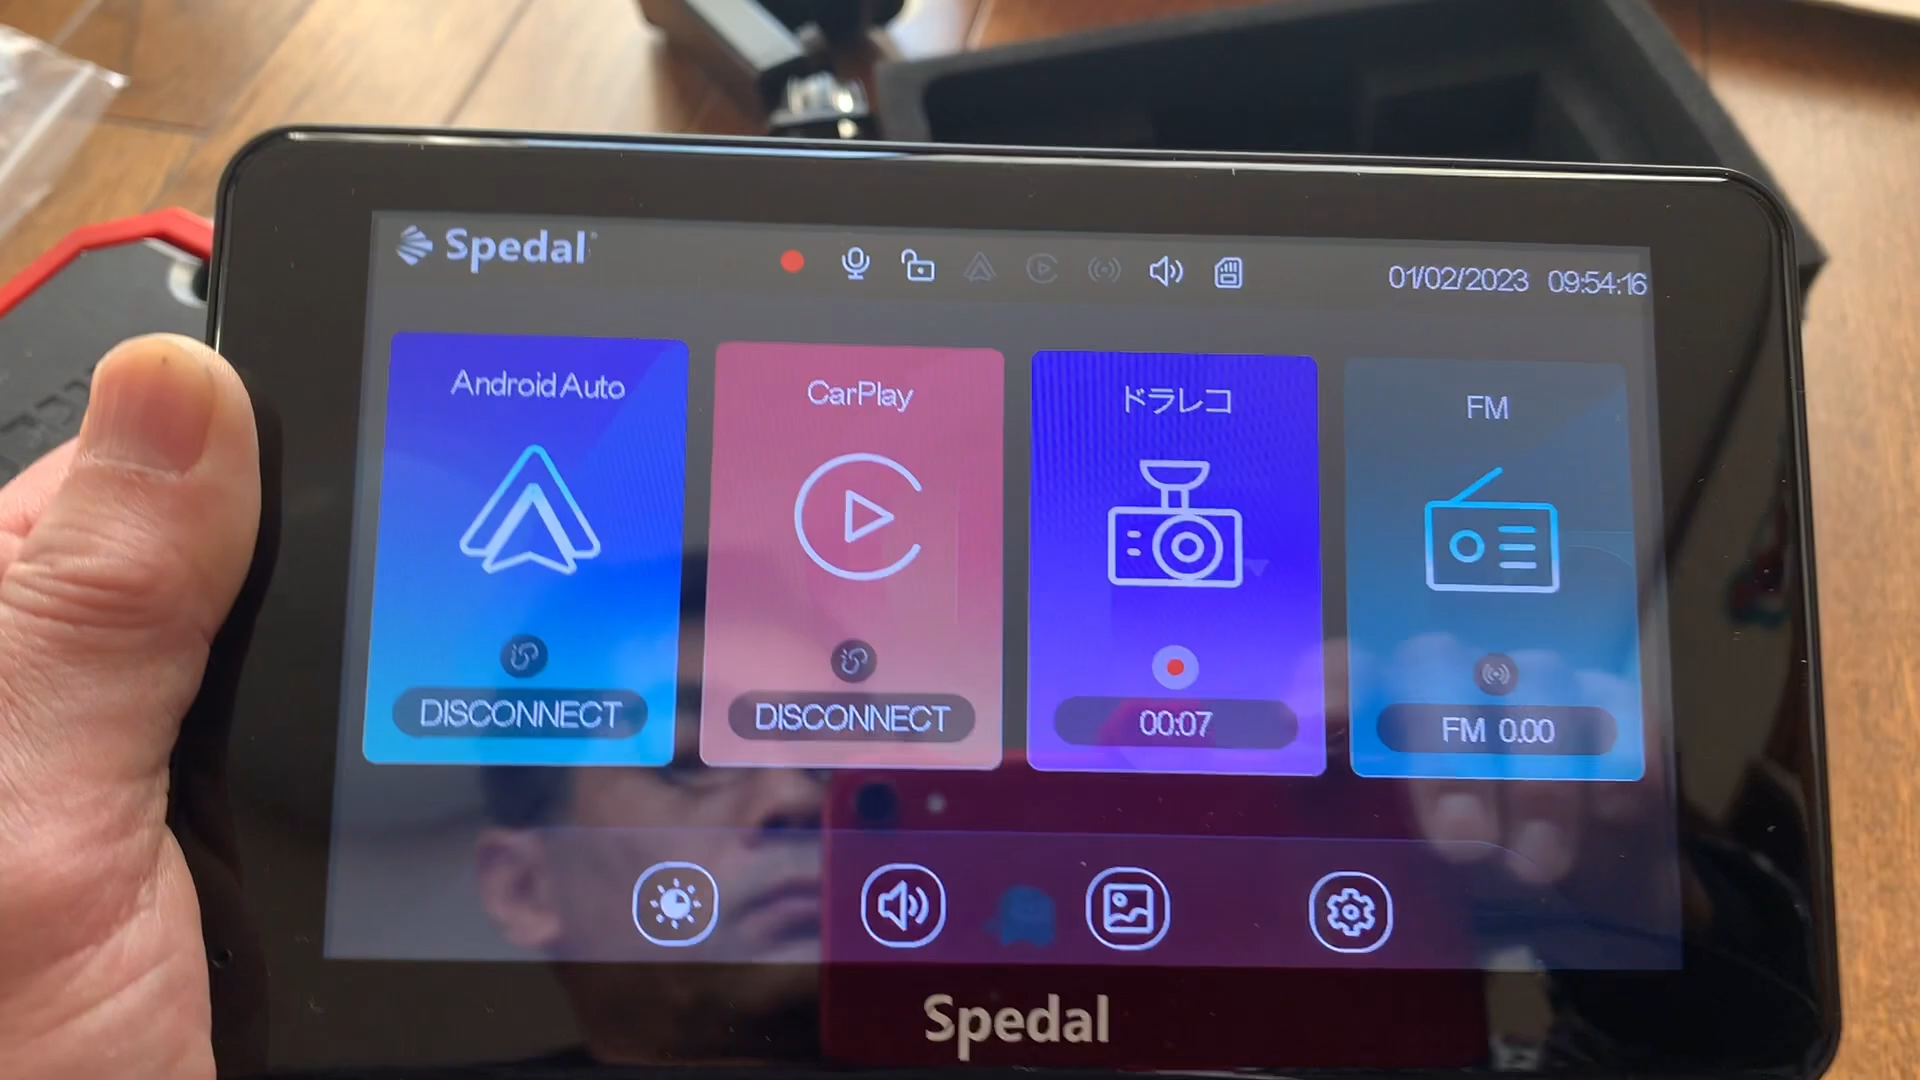 Spedal
01/02/2023 09:54:16
Android Auto
CarPlay
ドラレコ
FM
DISCONNECT
DISCONNECT
00:07
FM 0.00
Spedal